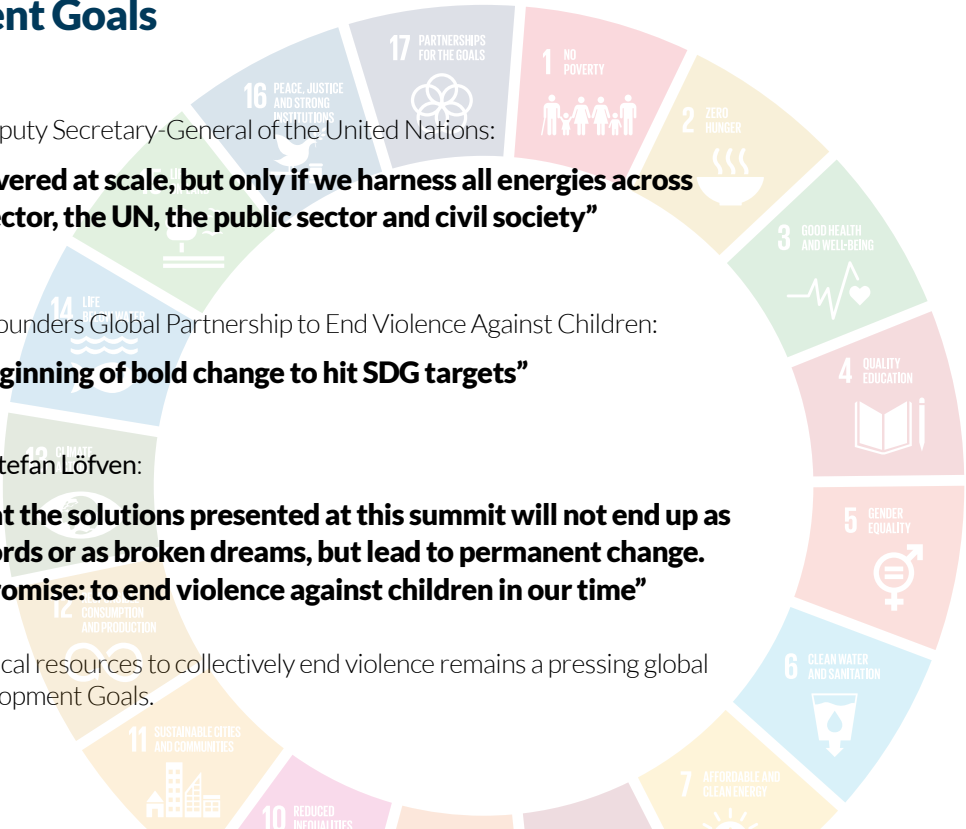 ent Goals
puty Secretary-General of the United Nations:
vered at scale, but only if we harness all energies across
ector, the UN, the public sector and civil society”
ounders Global Partnership to End Violence Against Children:
ginning of bold change to hit SDG targets”
tefan Löfven:
at the solutions presented at this summit will not end up as
ords or as broken dreams, but lead to permanent change.
romise: to end violence against children in our time”
ical resources to collectively end violence remains a pressing global
opment Goals.
17 PARTNERSHIPS
FOR THE GOALS
1 NO
POVERTY
2 ZERO
HUNGER
3 GOOD HEALTH
AND WELL-BEING
4 QUALITY
EDUCATION
5 GENDER
EQUALITY
6 CLEAN WATER
AND SANITATION
7 AFFORDABLE AND
CLEAN ENERGY
10 REDUCED
INEQUALITIES
11 SUSTAINABLE CITIES
AND COMMUNITIES
12
CONSUMPTION
AND PRODUCTION
13 CLIMATE
14 LIFE
BELOW WATER
16 PEACE, JUSTICE
AND STRONG
INSTITUTIONS